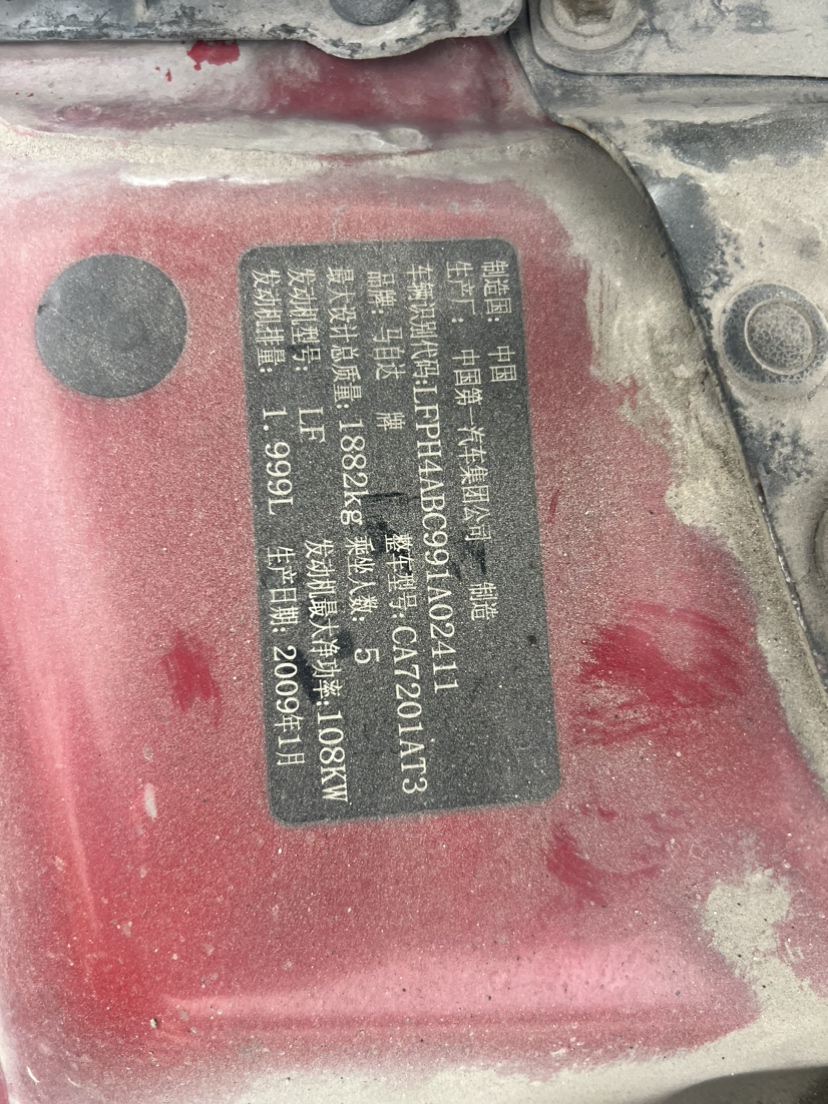 制造国: 中国
生产厂: 中国第一汽车集团公司 制造
车辆识别代码:LFPH4ABC991A02411
品牌: 马自达 牌 整车型号:CA7201AT3
最大设计总质量:1882kg 乘坐人数: 5
发动机型号: LF 发动机最大净功率:108KW
发动机排量: 1.999L 生产日期:2009年1月